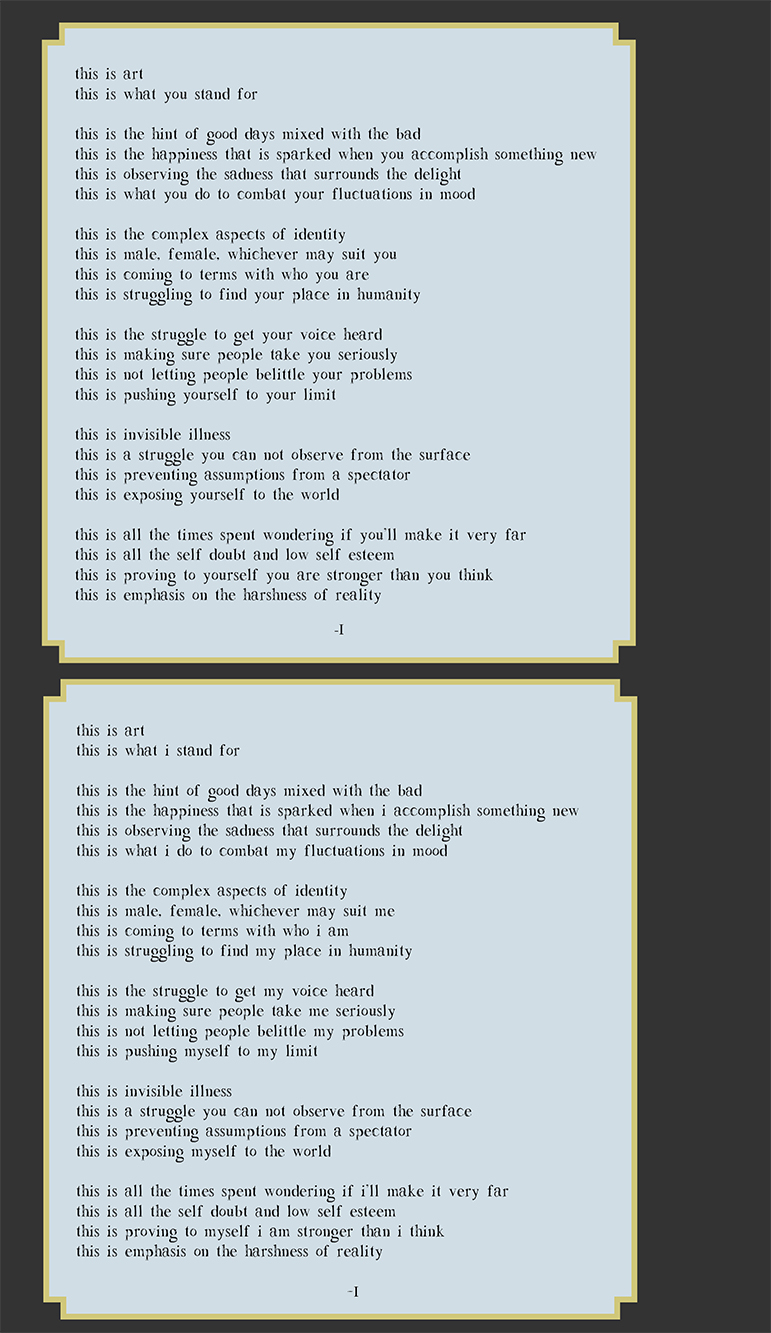 this is art
this is what you stand for
this is the hint of good days mixed with the bad
this is the happiness that is sparked when you accomplish something new
this is observing the sadness that surrounds the delight
this is what you do to combat your fluctuations in mood
this is the complex aspects of identity
this is male, female, whichever may suit you
this is coming to terms with who you are
this is struggling to find your place in humanity
this is the struggle to get your voice heard
this is making sure people take you seriously
this is not letting people belittle your problems
this is pushing yourself to your limit
this is invisible illness
this is a struggle you can not observe from the surface
this is preventing assumptions from a spectator
this is exposing yourself to the world
this is all the times spent wondering if you'll make it very far
this is all the self doubt and low self esteem
this is proving to yourself you are stronger than you think
this is emphasis on the harshness of reality
-I
this is art
this is what i stand for
this is the hint of good days mixed with the bad
this is the happiness that is sparked when i accomplish something new
this is observing the sadness that surrounds the delight
this is what i do to combat my fluctuations in mood
this is the complex aspects of identity
this is male, female, whichever may suit me
this is coming to terms with who i am
this is struggling to find my place in humanity
this is the struggle to get my voice heard
this is making sure people take me seriously
this is not letting people belittle my problems
this is pushing myself to my limit
this is invisible illness
this is a struggle you can not observe from the surface
this is preventing assumptions from a spectator
this is exposing myself to the world
this is all the times spent wondering if i'll make it very far
this is all the self doubt and low self esteem
this is proving to myself i am stronger than i think
this is emphasis on the harshness of reality
-I